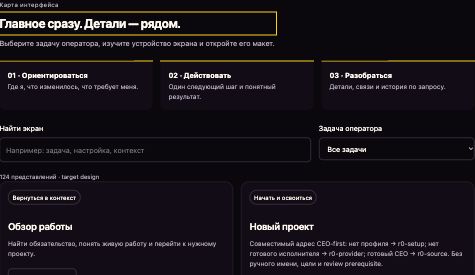 Карта интерфейса
Главное сразу. Детали — рядом.
Выберите задачу оператора, изучите устройство экрана и откройте его макет.
01 · Ориентироваться
Где я, что изменилось, что требует меня.
02 · Действовать
Один следующий шаг и понятный
результат.
03 · Разобраться
Детали, связи и история по запросу.
Найти экран
Например: задача, настройка, контекст
Задача оператора
Все задачи
124 представлений · target design
Вернуться в контекст
Обзор работы
Найти обязательство, понять живую работу и перейти к нужному
проекту.
Начать и освоиться
Новый проект
Совместимый адрес CEO-first: нет профиля → r0-setup; нет
готового исполнителя → r0-provider; готовый CEO → r0-source. Без
ручного имени, цели и review prerequisite.